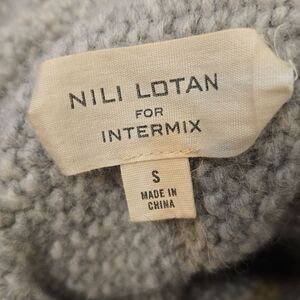 NILI LOTAN
FOR
INTERMIX
S
MADE IN
CHINA